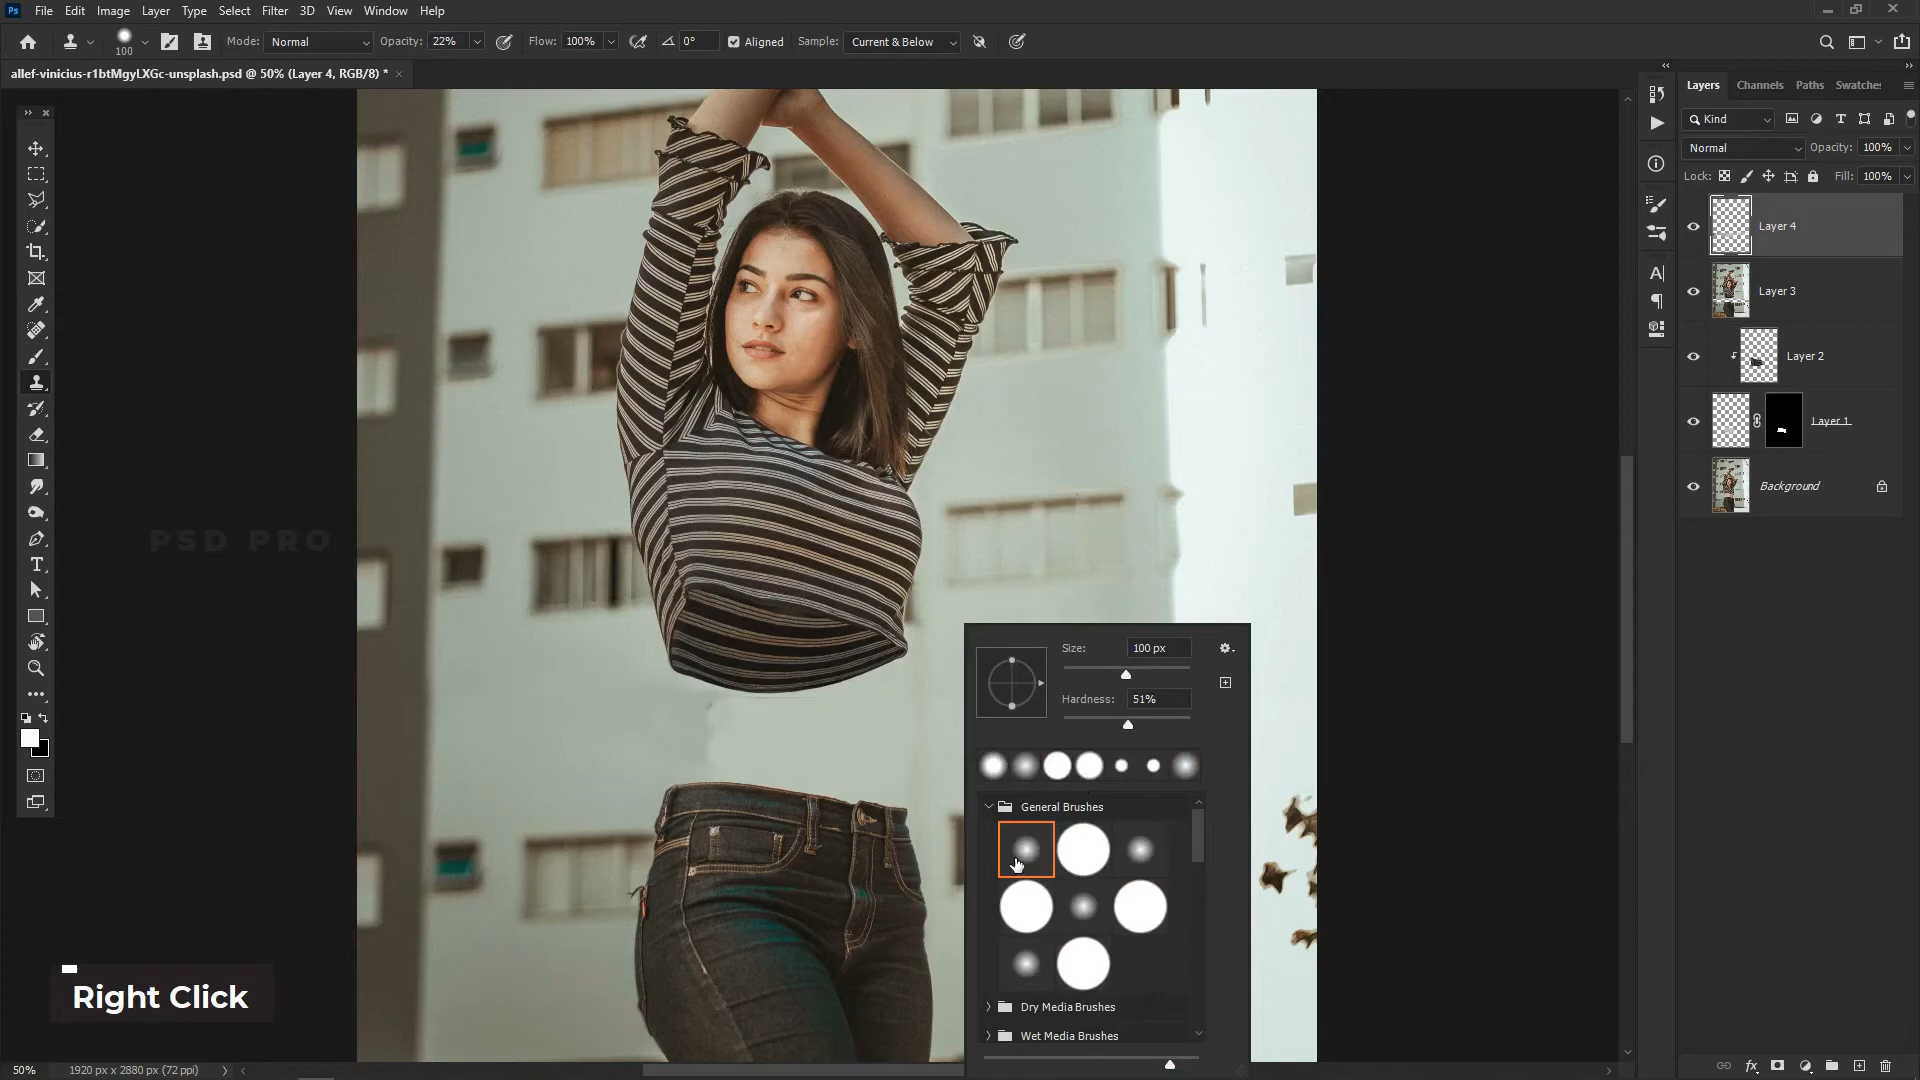 Ps File Edit Image Layer Type Select Filter 3D View Window Help
100 Mode: Normal Opacity: 22% Flow: 100% 0° Aligned Sample: Current & Below
allef-vinicius-r1btMgyLXGc-unsplash.psd @ 50% (Layer 4, RGB/8) *
Layers Channels Paths Swatches
Kind
Normal Opacity: 100%
Lock: Fill: 100%
Layer 4
Layer 3
Layer 2
Layer 1
Background
PSD PRO
Size: 100 px
Hardness: 51%
General Brushes
Dry Media Brushes
Wet Media Brushes
Right Click
50% 1920 px x 2880 px (72 ppi)